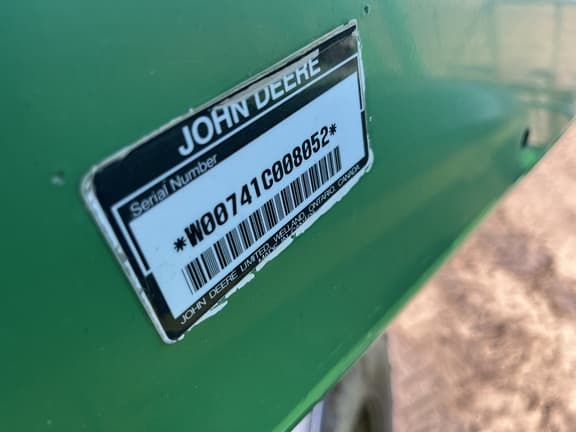 JOHN DEERE
Serial Number
*W00741C008052*
JOHN DEERE LIMITED, WELLAND, ONTARIO, CANADA